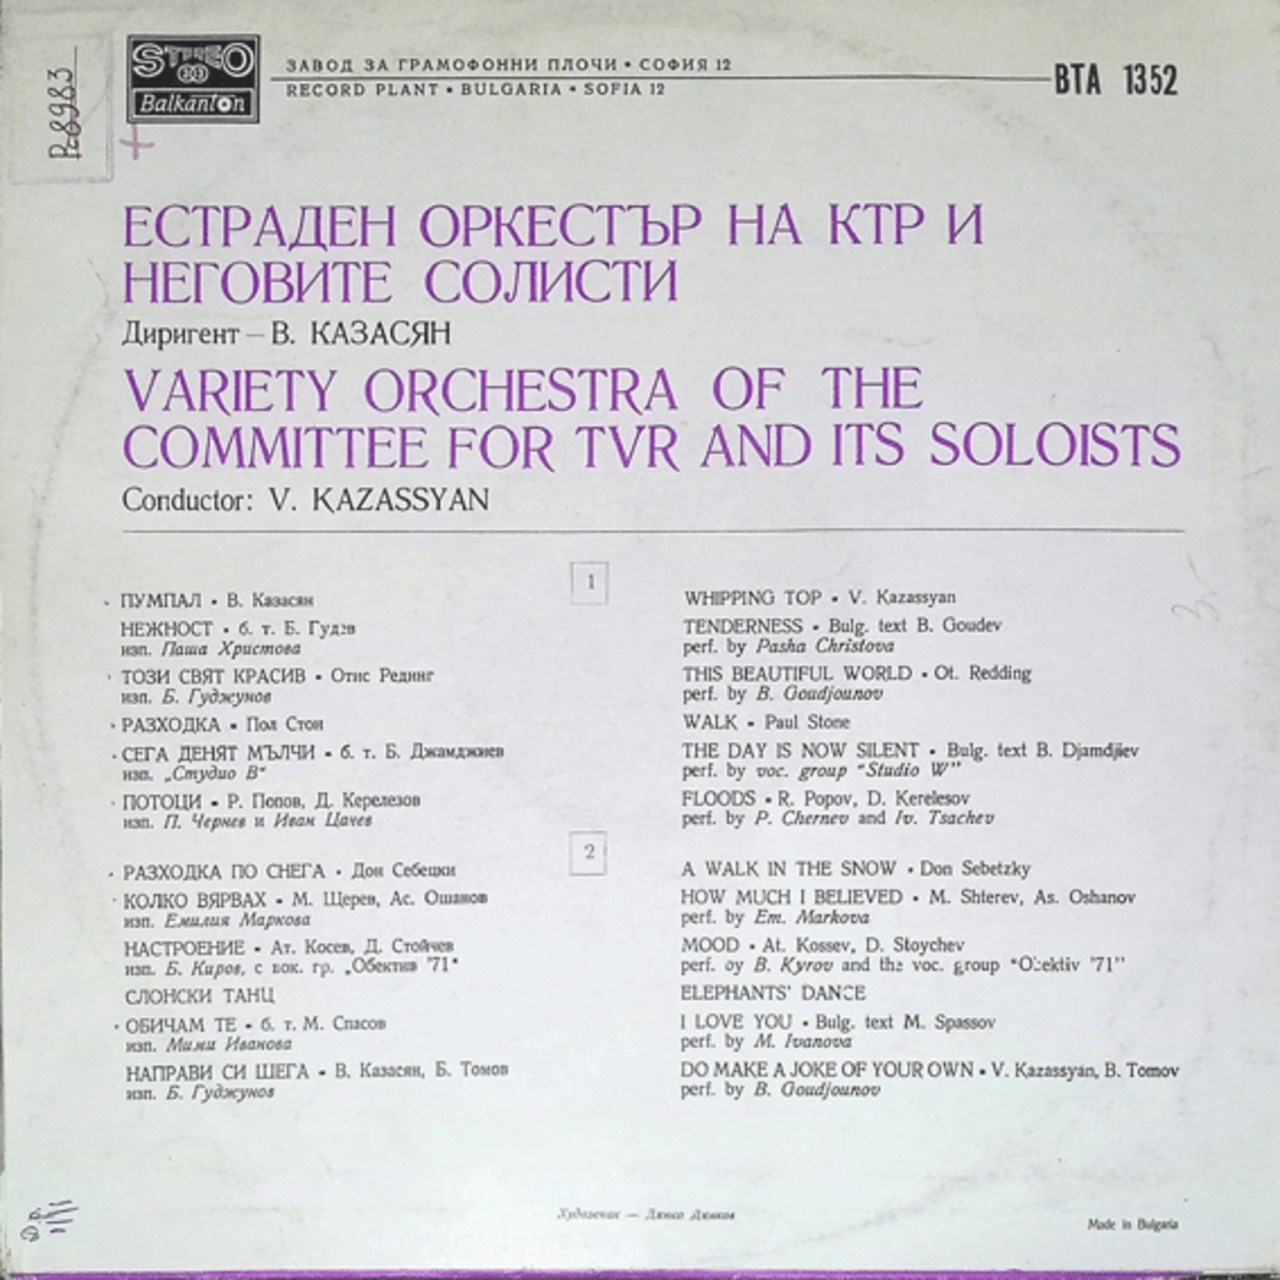 STEREO
33
Balkanton
ЗАВОД ЗА ГРАМОФОННИ ПЛОЧИ • СОФИЯ 12
RECORD PLANT • BULGARIA • SOFIA 12
ВТА 1352
ЕСТРАДЕН ОРКЕСТЪР НА КТР И
НЕГОВИТЕ СОЛИСТИ
Диригент – В. КАЗАСЯН
VARIETY ORCHESTRA OF THE
COMMITTEE FOR TVR AND ITS SOLOISTS
Conductor: V. KAZASSYAN
1
ПУМПАЛ • В. Казасян
НЕЖНОСТ • б. т. Б. Гудев
изп. Паша Христова
ТОЗИ СВЯТ КРАСИВ • Отис Рединг
изп. Б. Гуджунов
РАЗХОДКА • Пол Стон
СЕГА ДЕНЯТ МЪЛЧИ • б. т. Б. Джамджиев
изп. „Студио В“
ПОТОЦИ • Р. Попов, Д. Керелезов
изп. П. Чернев и Иван Цачев
WHIPPING TOP • V. Kazassyan
TENDERNESS • Bulg. text B. Goudev
perf. by Pasha Christova
THIS BEAUTIFUL WORLD • Ot. Redding
perf. by B. Goudjounov
WALK • Paul Stone
THE DAY IS NOW SILENT • Bulg. text B. Djamdjiev
perf. by voc. group "Studio W"
FLOODS • R. Popov, D. Kerelesov
perf. by P. Chernev and Iv. Tsachev
2
РАЗХОДКА ПО СНЕГА • Дон Себецки
КОЛКО ВЯРВАХ • М. Щерев, Ас. Ошанов
изп. Емилия Маркова
НАСТРОЕНИЕ • Ат. Косев, Д. Стойчев
изп. Б. Киров, с вок. гр. „Обектив '71“
СЛОНСКИ ТАНЦ
ОБИЧАМ ТЕ • б. т. М. Спасов
изп. Мими Иванова
НАПРАВИ СИ ШЕГА • В. Казасян, Б. Томов
изп. Б. Гуджунов
A WALK IN THE SNOW • Don Sebetzky
HOW MUCH I BELIEVED • M. Shterev, As. Oshanov
perf. by Em. Markova
MOOD • At. Kossev, D. Stoychev
perf. by B. Kyrov and the voc. group "Obektiv '71"
ELEPHANTS' DANCE
I LOVE YOU • Bulg. text M. Spassov
perf. by M. Ivanova
DO MAKE A JOKE OF YOUR OWN • V. Kazassyan, B. Tomov
perf. by B. Goudjounov
Художник — Дянко Дянков
Made in Bulgaria